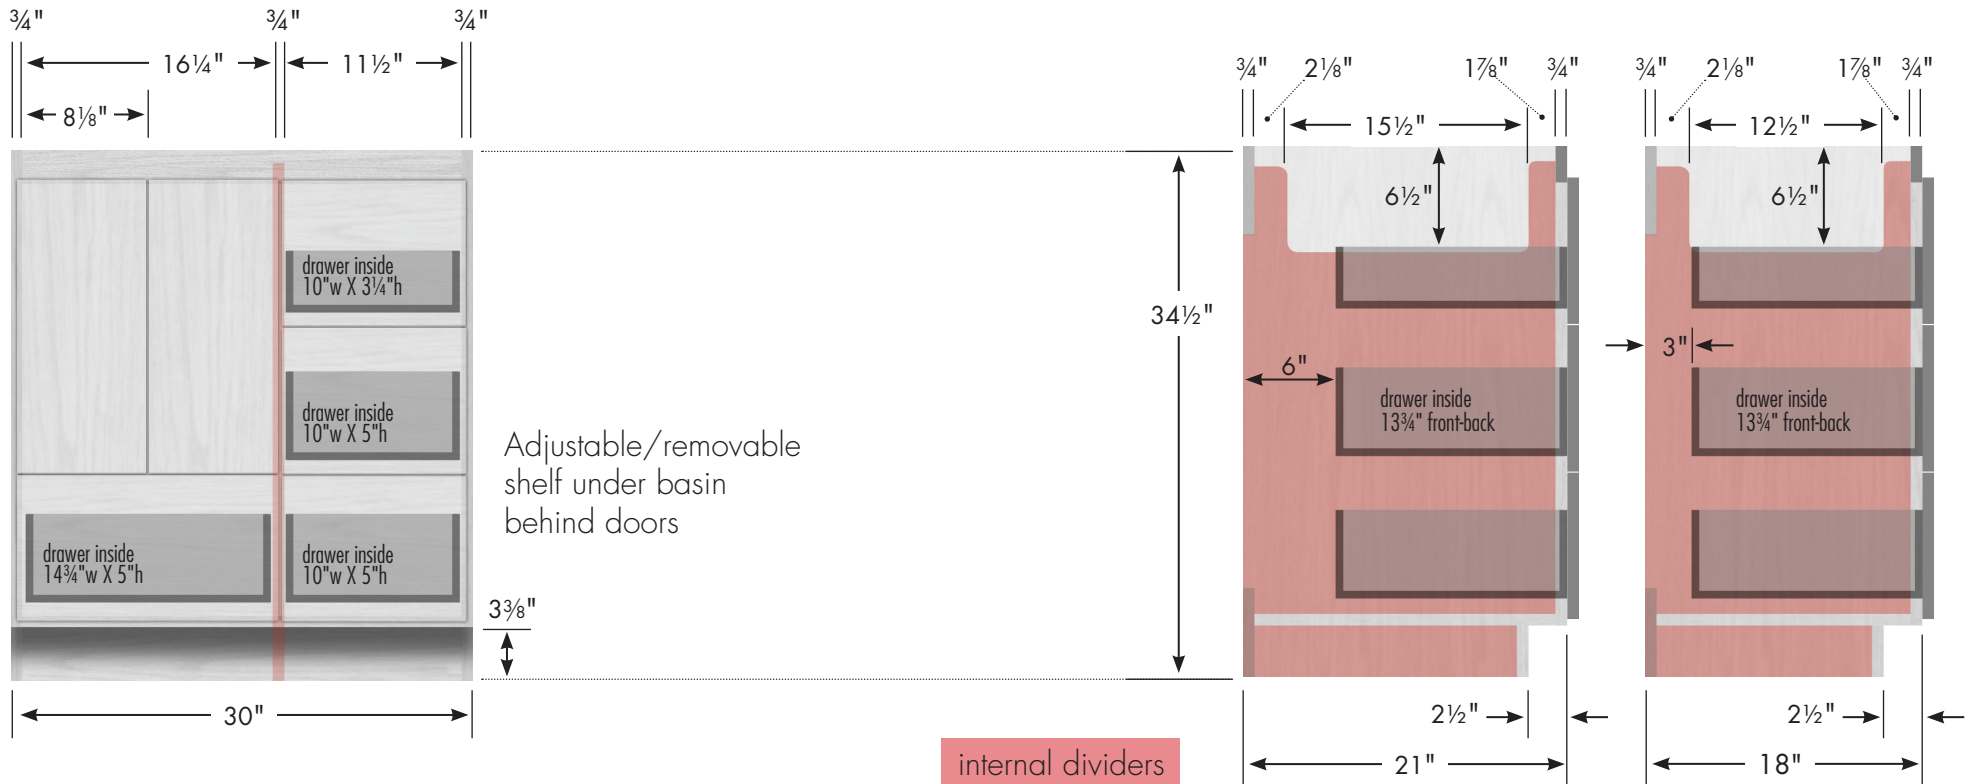 ¾" ¾" ¾"
16¼" 11½"
8⅛"
¾" 2⅛" 1⅞" ¾" ¾" 2⅛" 1⅞" ¾"
15½" 12½"
6½" 6½"
drawer inside
10"w X 3¼"h
34½"
3"
6"
drawer inside
10"w X 5"h
drawer inside
13¾" front-back
drawer inside
13¾" front-back
Adjustable/removable
shelf under basin
behind doors
drawer inside
14¾"w X 5"h
drawer inside
10"w X 5"h
3⅜"
30"
2½" 2½"
internal dividers
21" 18"